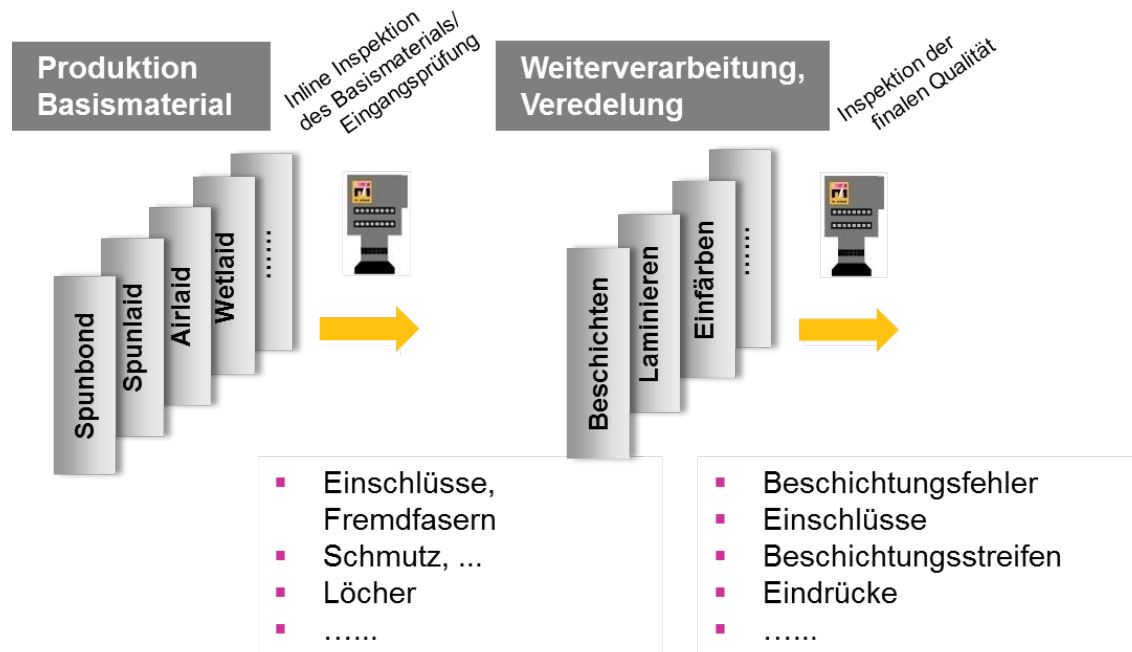 Produktion
Basismaterial
Inline Inspektion
des Basismaterials/
Eingangsprüfung
Weiterverarbeitung,
Veredelung
Inspektion der
finalen Qualität
Spunbond
Spunlaid
Airlaid
Wetlaid
......
Beschichten
Laminieren
Einfärben
......
▪ Einschlüsse,
Fremdfasern
▪ Schmutz, ...
▪ Löcher
▪ …...
▪ Beschichtungsfehler
▪ Einschlüsse
▪ Beschichtungsstreifen
▪ Eindrücke
▪ …...